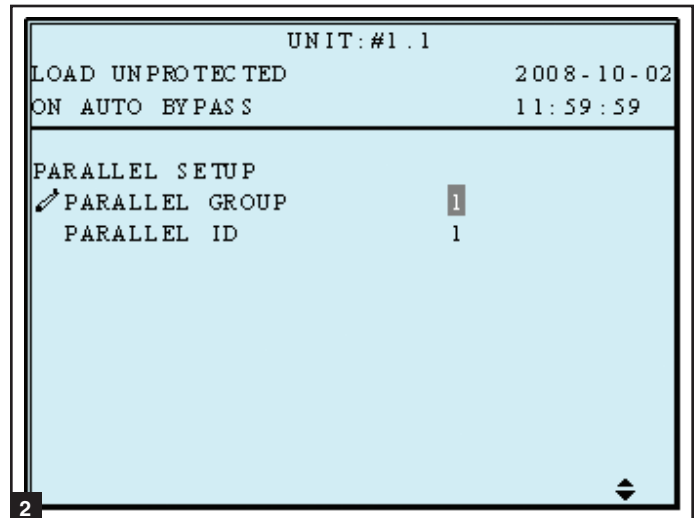 UNIT:#1.1
LOAD UNPROTECTED 2008-10-02
ON AUTO BYPASS 11:59:59
PARALLEL SETUP
PARALLEL GROUP 1
PARALLEL ID 1
2